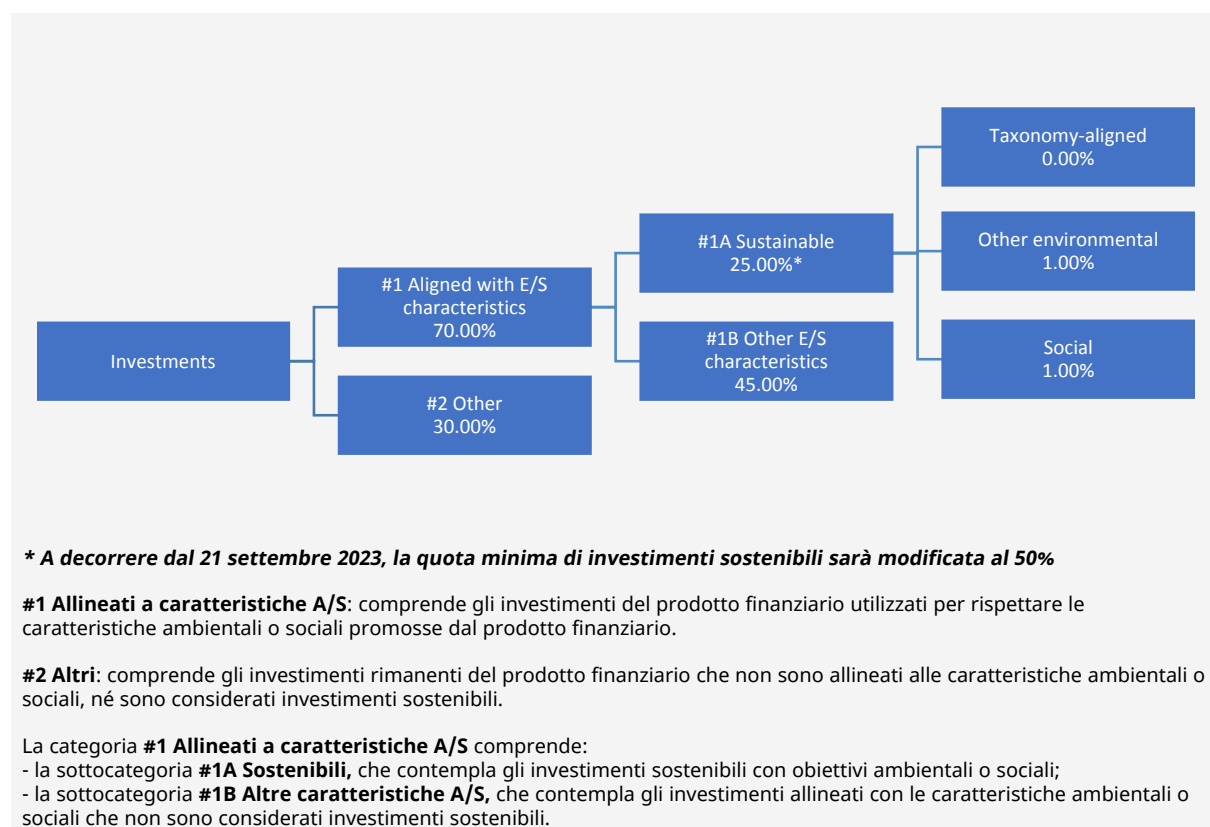 Investments
#1 Aligned with E/S
characteristics
70.00%
#2 Other
30.00%
#1A Sustainable
25.00%*
#1B Other E/S
characteristics
45.00%
Taxonomy-aligned
0.00%
Other environmental
1.00%
Social
1.00%
* A decorrere dal 21 settembre 2023, la quota minima di investimenti sostenibili sarà modificata al 50%
#1 Allineati a caratteristiche A/S: comprende gli investimenti del prodotto finanziario utilizzati per rispettare le
caratteristiche ambientali o sociali promosse dal prodotto finanziario.
#2 Altri: comprende gli investimenti rimanenti del prodotto finanziario che non sono allineati alle caratteristiche ambientali o
sociali, né sono considerati investimenti sostenibili.
La categoria #1 Allineati a caratteristiche A/S comprende:
- la sottocategoria #1A Sostenibili, che contempla gli investimenti sostenibili con obiettivi ambientali o sociali;
- la sottocategoria #1B Altre caratteristiche A/S, che contempla gli investimenti allineati con le caratteristiche ambientali o
sociali che non sono considerati investimenti sostenibili.